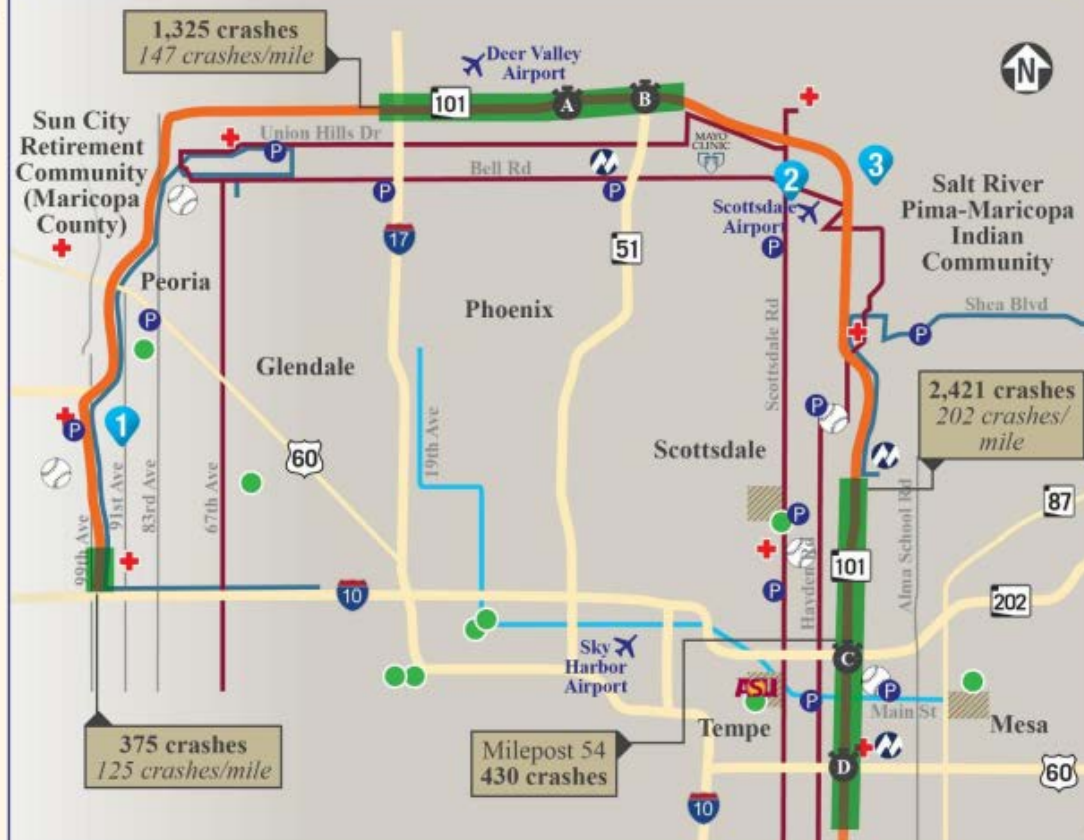 1,325 crashes
147 crashes/mile
Deer Valley
Airport
N
101
A
B
Sun City
Retirement
Community
(Maricopa
County)
Union Hills Dr
P
MAYO
CLINIC
Bell Rd
P
P
2
3
Scottsdale
Airport
P
Salt River
Pima-Maricopa
Indian
Community
17
51
Peoria
Phoenix
Shea Blvd
P
P
Glendale
Scottsdale Rd
2,421 crashes
202 crashes/
mile
P
P
1
19th Ave
60
Scottsdale
99th Ave
91st Ave
83rd Ave
67th Ave
P
87
101
Hayden Rd
Alma School Rd
10
P
202
Sky
Harbor
Airport
C
ASU
P
P
Main St
Tempe
Mesa
375 crashes
125 crashes/mile
Milepost 54
430 crashes
D
60
10